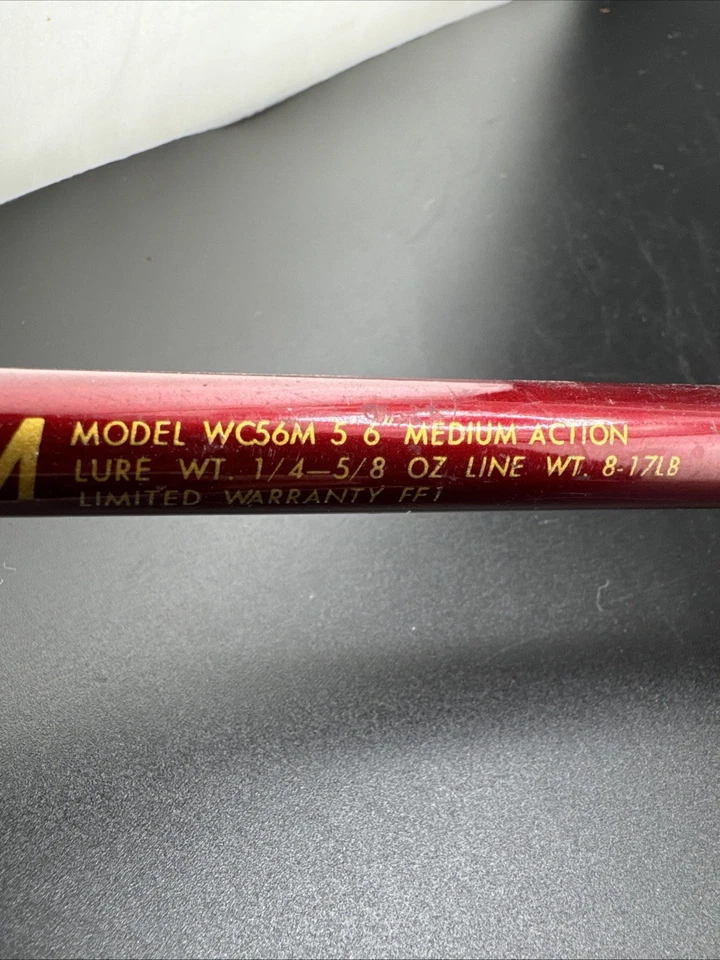 M MODEL WC56M 5 6" MEDIUM ACTION
LURE WT. 1/4–5/8 OZ LINE WT. 8-17LB
LIMITED WARRANTY FF1